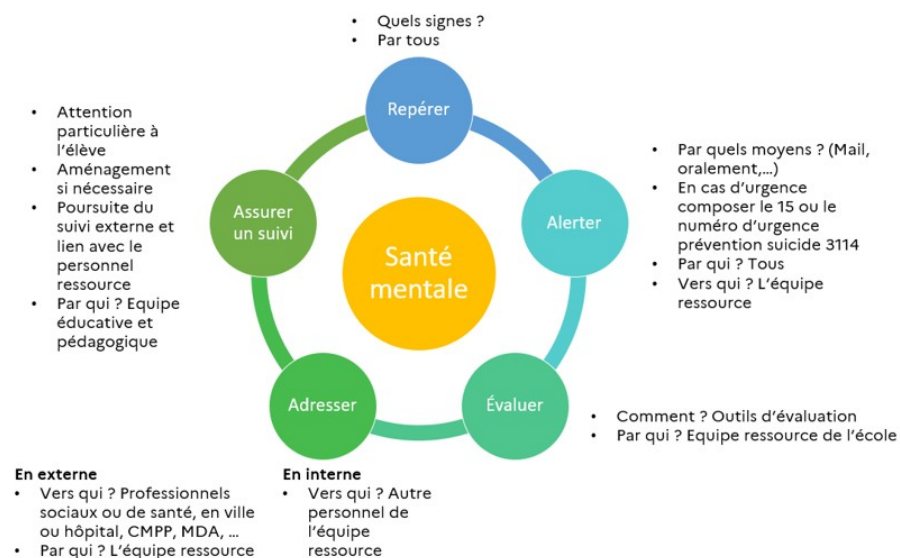 • Quels signes ?
• Par tous
Repérer
• Par quels moyens ? (Mail,
oralement,…)
• En cas d'urgence
composer le 15 ou le
numéro d'urgence
prévention suicide 3114
• Par qui ? Tous
• Vers qui ? L'équipe
ressource
Alerter
• Comment ? Outils d'évaluation
• Par qui ? Equipe ressource de l'école
Évaluer
Adresser
En interne
• Vers qui ? Autre
personnel de
l'équipe
ressource
En externe
• Vers qui ? Professionnels
sociaux ou de santé, en ville
ou hôpital, CMPP, MDA, …
• Par qui ? L'équipe ressource
Assurer
un suivi
• Attention
particulière à
l'élève
• Aménagement
si nécessaire
• Poursuite du
suivi externe et
lien avec le
personnel
ressource
• Par qui ? Equipe
éducative et
pédagogique
Santé
mentale